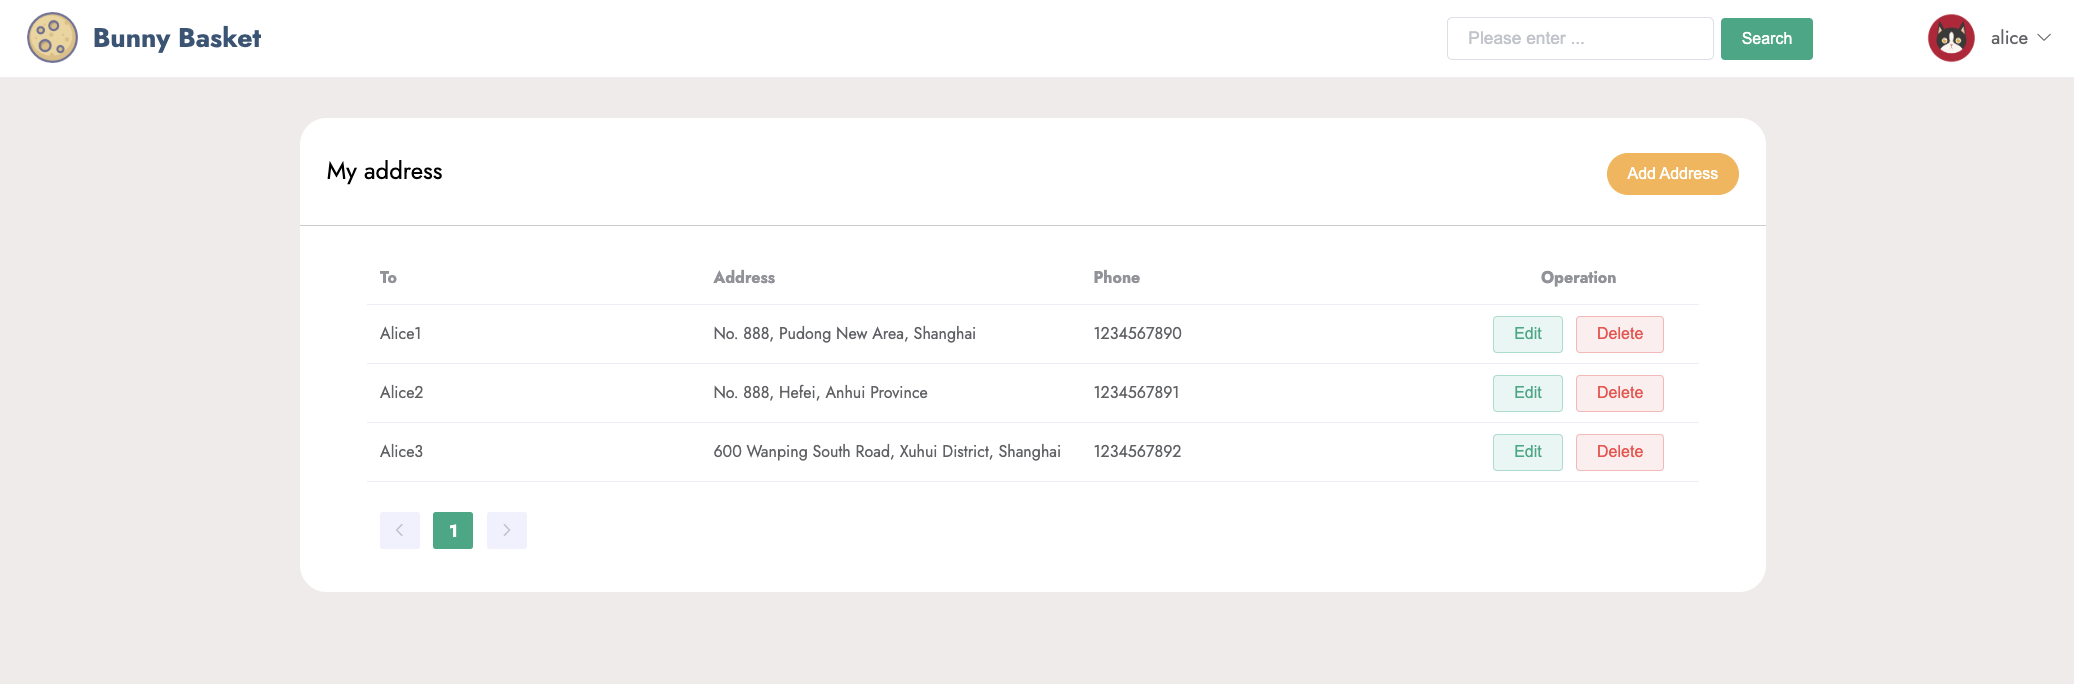 Bunny Basket
Please enter ...
Search
alice
My address
Add Address
To Address Phone Operation
Alice1 No. 888, Pudong New Area, Shanghai 1234567890 Edit Delete
Alice2 No. 888, Hefei, Anhui Province 1234567891 Edit Delete
Alice3 600 Wanping South Road, Xuhui District, Shanghai 1234567892 Edit Delete
1